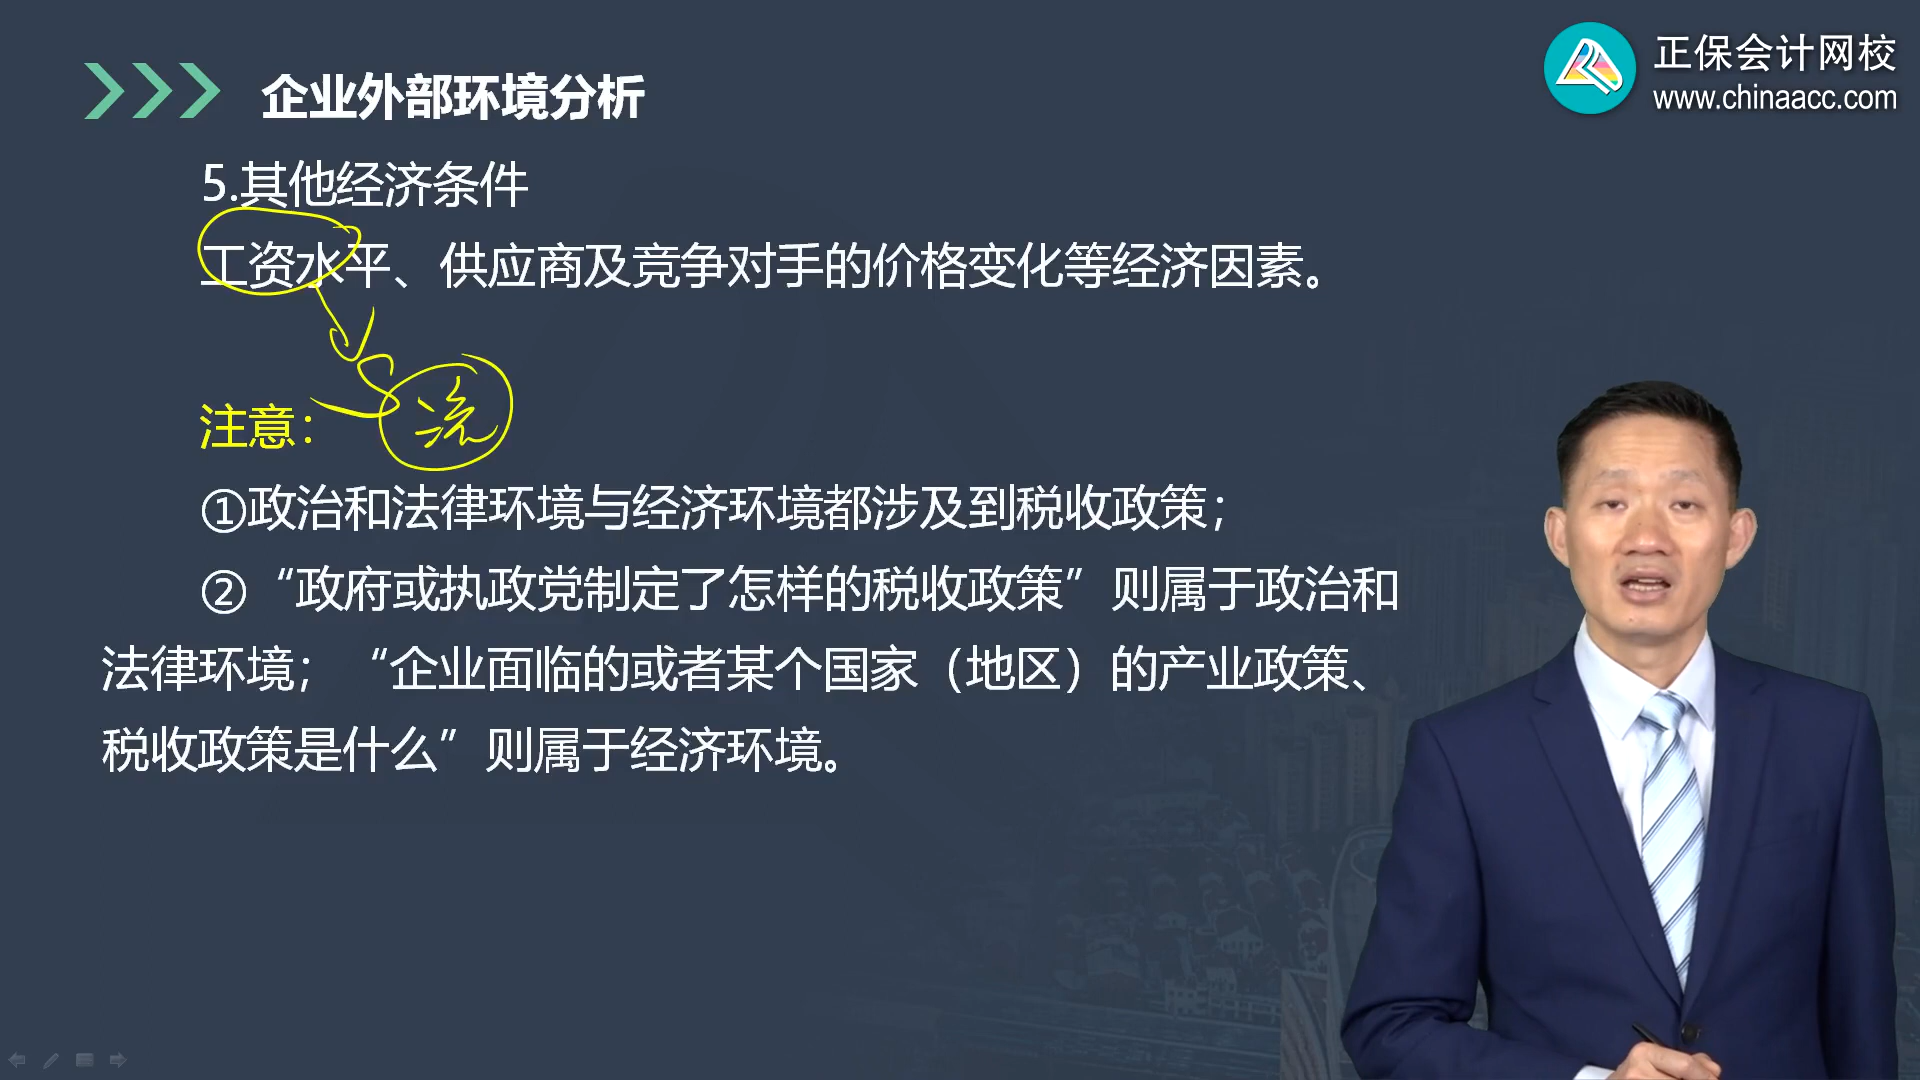 正保会计网校
www.chinaacc.com
企业外部环境分析
5.其他经济条件
工资水平、供应商及竞争对手的价格变化等经济因素。
注意：
①政治和法律环境与经济环境都涉及到税收政策；
②“政府或执政党制定了怎样的税收政策”则属于政治和
法律环境；“企业面临的或者某个国家（地区）的产业政策、
税收政策是什么”则属于经济环境。